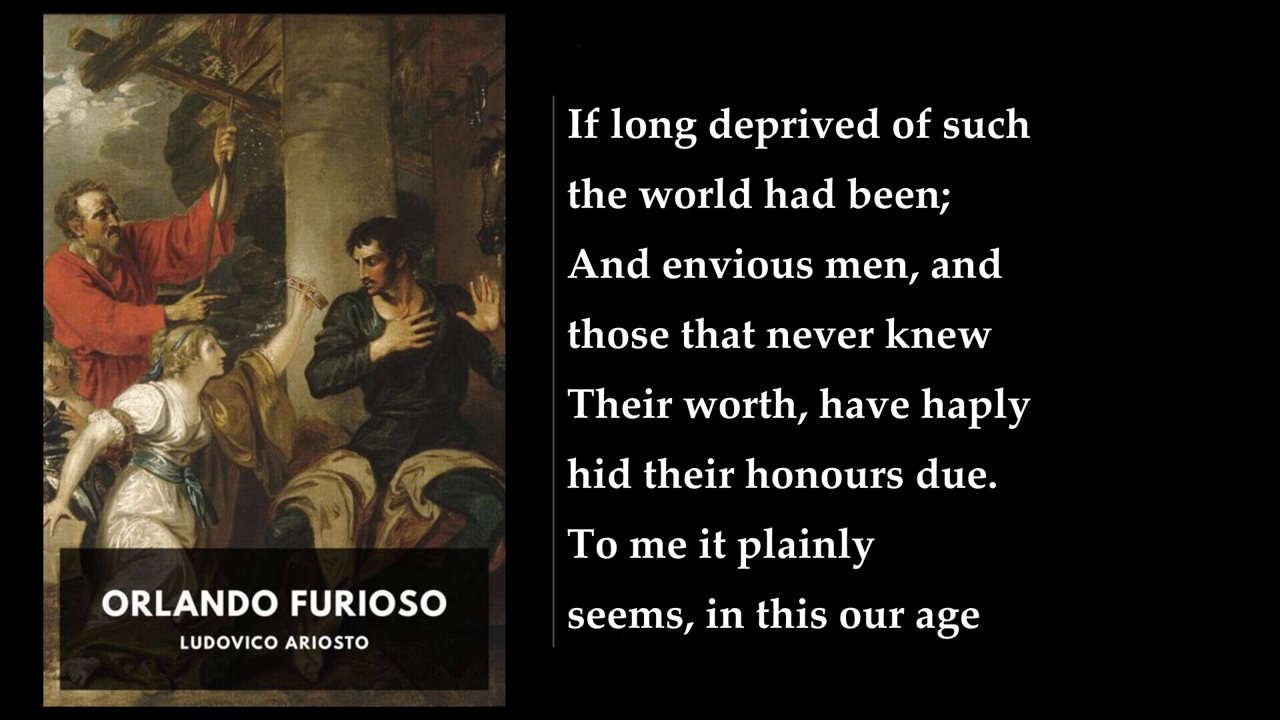 ORLANDO FURIOSO
LUDOVICO ARIOSTO
If long deprived of such
the world had been;
And envious men, and
those that never knew
Their worth, have haply
hid their honours due.
To me it plainly
seems, in this our age